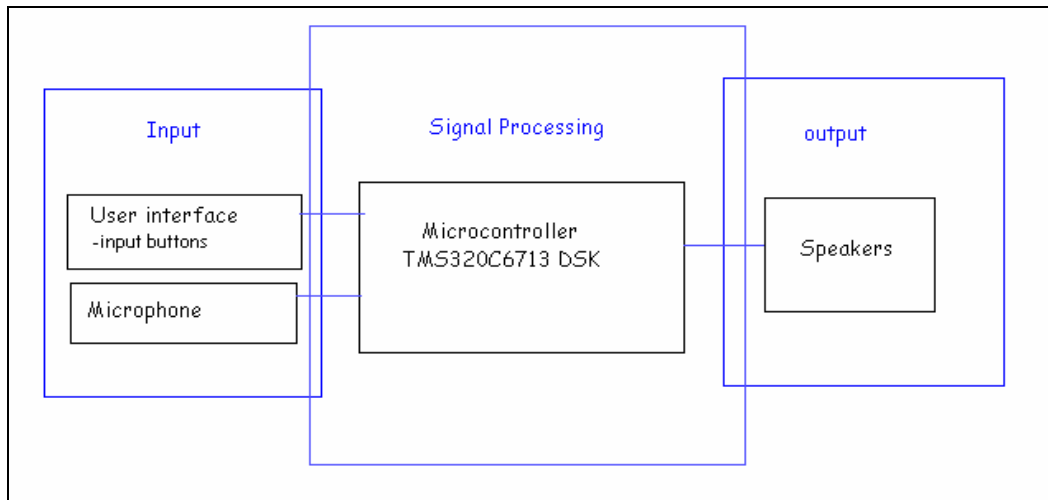 Input
User interface
-input buttons
Microphone
Signal Processing
Microcontroller
TMS320C6713 DSK
output
Speakers